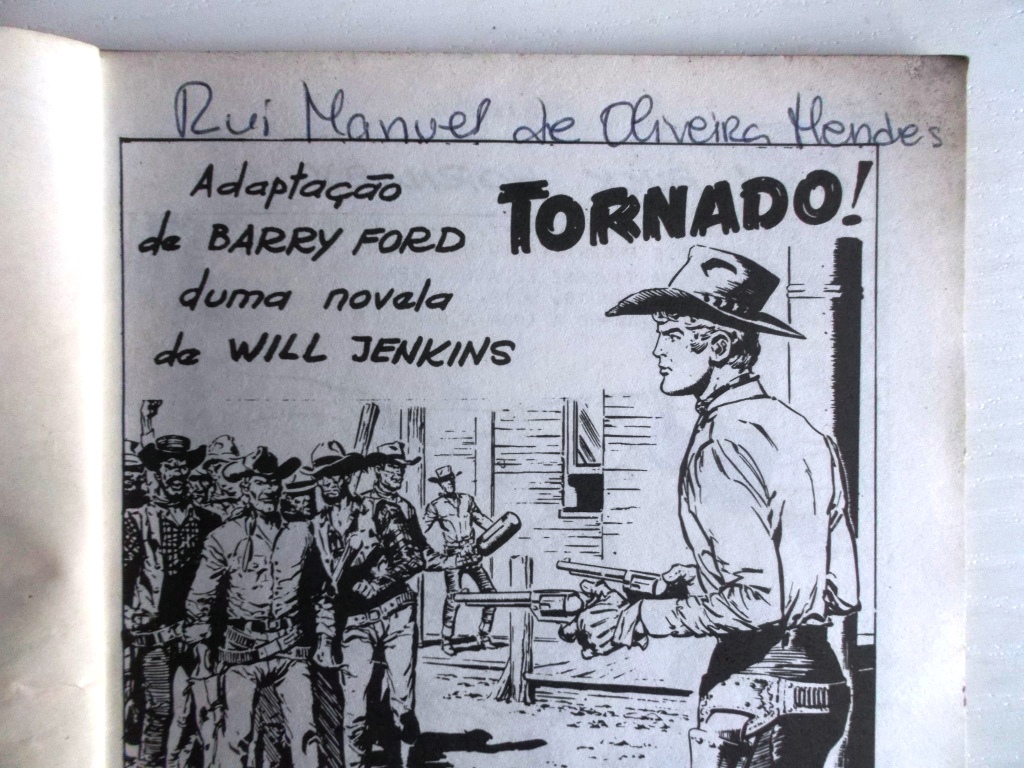 Rui Manuel de Oliveira Mendes
Adaptação
de BARRY FORD
duma novela
de WILL JENKINS
TORNADO!